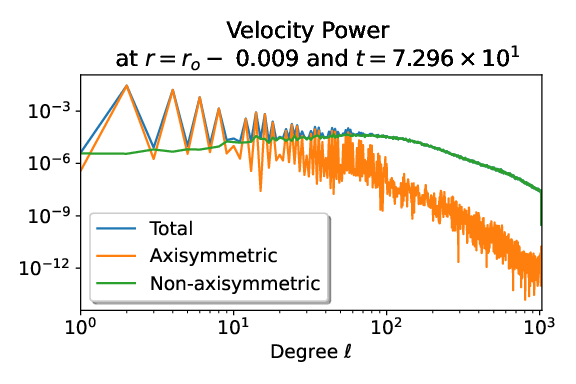 Velocity Power
at r = r_o − 0.009 and t = 7.296 × 10^1
10^−3
10^−6
10^−9
10^−12
Total
Axisymmetric
Non-axisymmetric
10^0 10^1 10^2 10^3
Degree ℓ